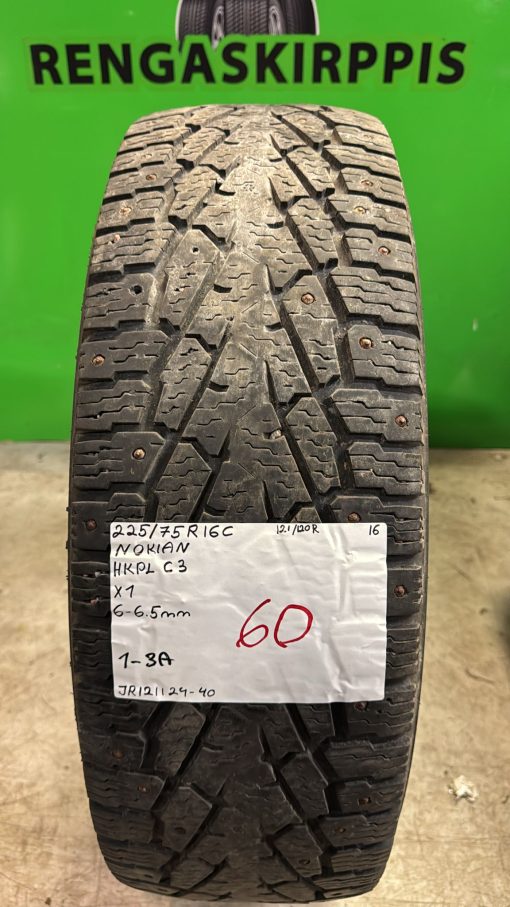 RENGASKIRPPIS
225/75R16C 121/120R 16
NOKIAN
HKPL C3
X1
6-6.5mm
60
1-3A
JR121124-40